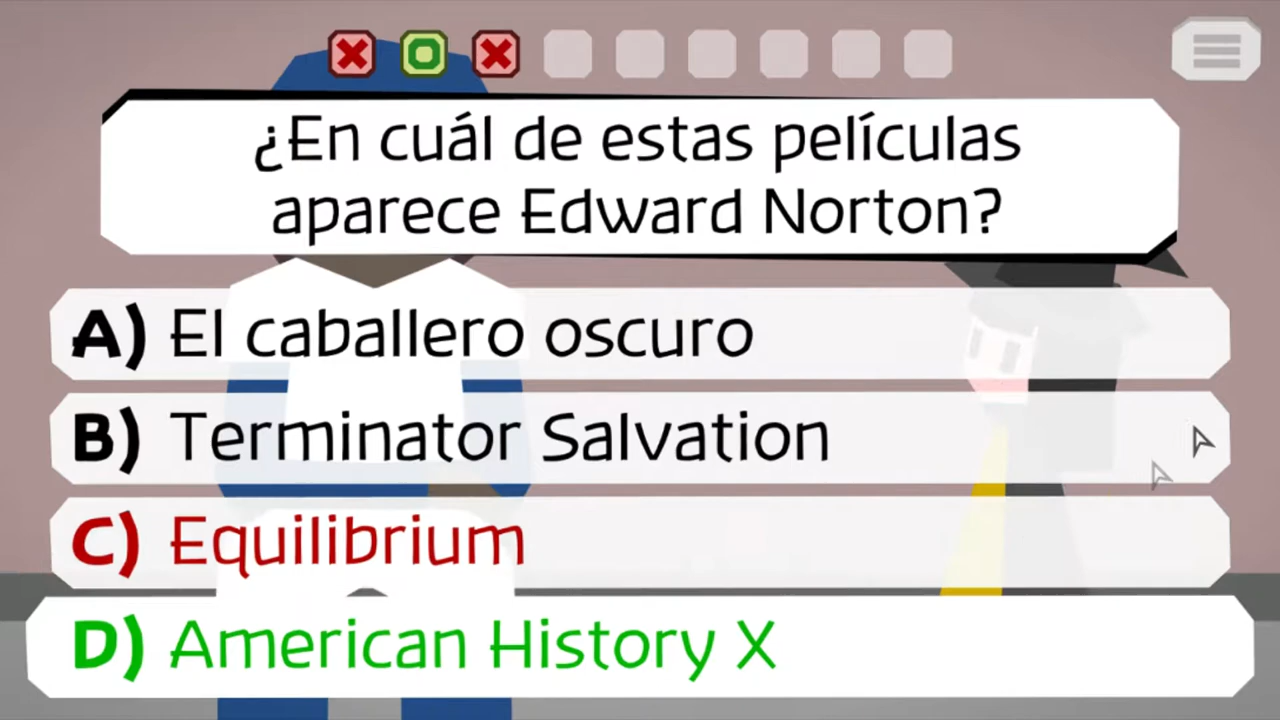 ¿En cuál de estas películas
aparece Edward Norton?
A) El caballero oscuro
B) Terminator Salvation
C) Equilibrium
D) American History X